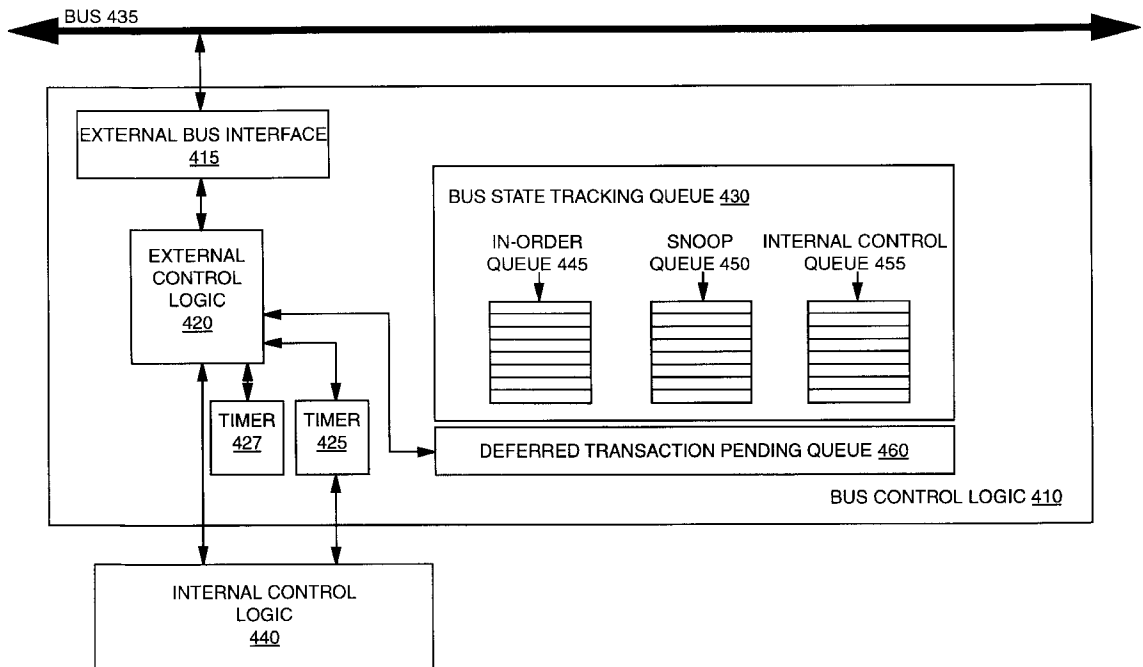 BUS 435
EXTERNAL BUS INTERFACE
415
BUS STATE TRACKING QUEUE 430
EXTERNAL
CONTROL
LOGIC
420
IN-ORDER
QUEUE 445
SNOOP
QUEUE 450
INTERNAL CONTROL
QUEUE 455
TIMER
427
TIMER
425
DEFERRED TRANSACTION PENDING QUEUE 460
BUS CONTROL LOGIC 410
INTERNAL CONTROL
LOGIC
440